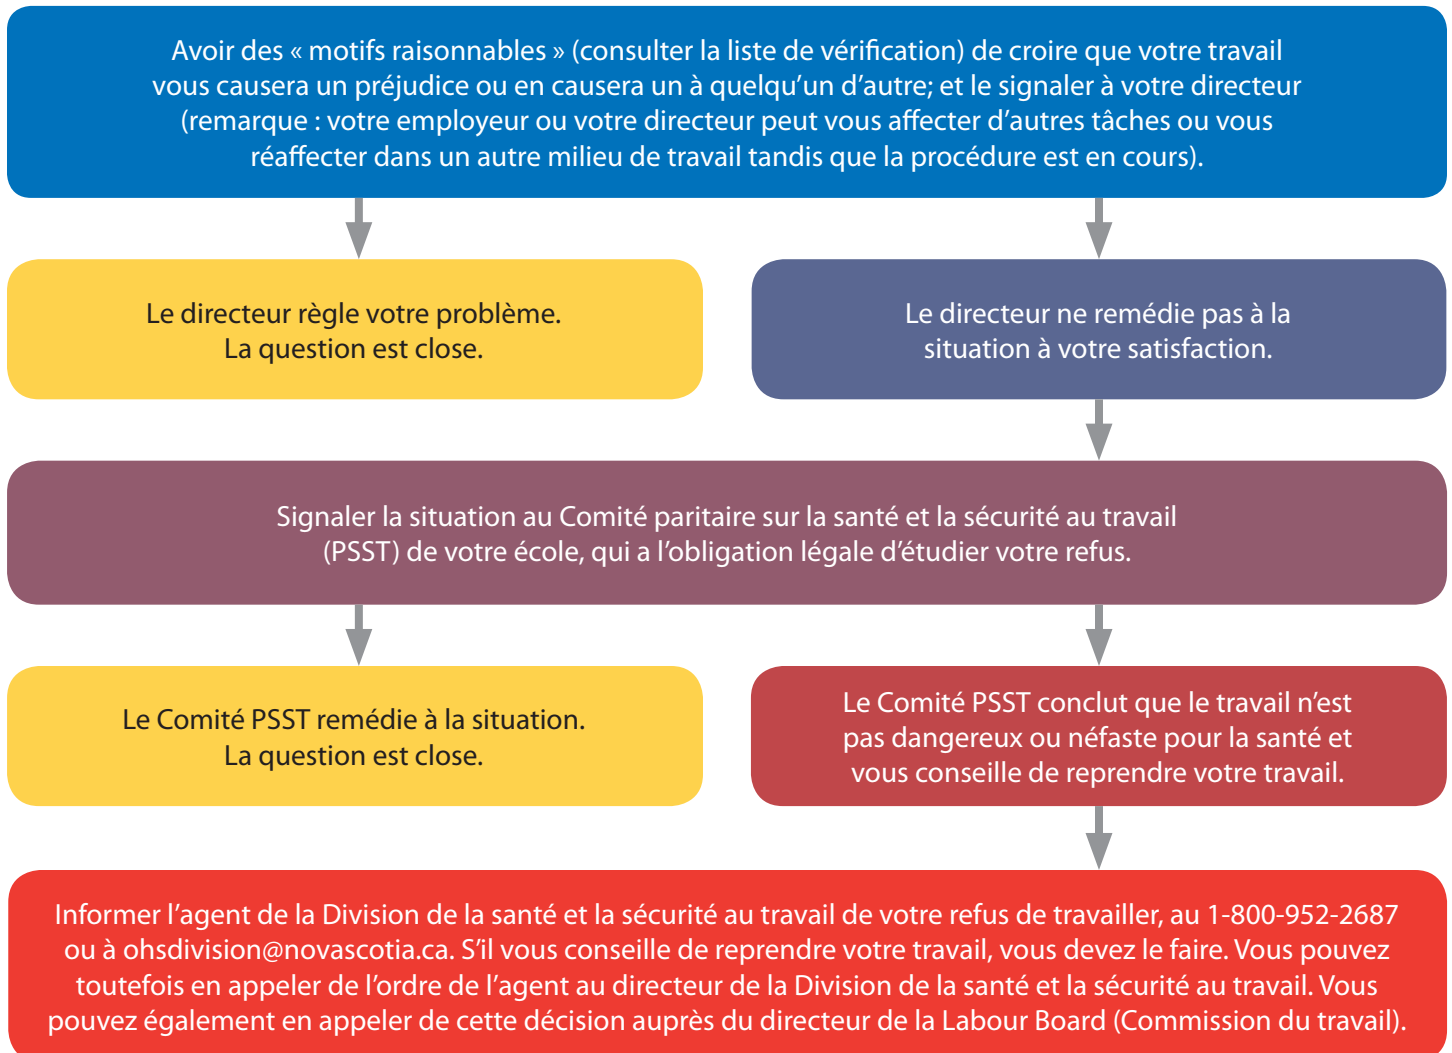 Avoir des « motifs raisonnables » (consulter la liste de vérification) de croire que votre travail
vous causera un préjudice ou en causera un à quelqu’un d’autre; et le signaler à votre directeur
(remarque : votre employeur ou votre directeur peut vous affecter d’autres tâches ou vous
réaffecter dans un autre milieu de travail tandis que la procédure est en cours).
Le directeur règle votre problème.
La question est close.
Le directeur ne remédie pas à la
situation à votre satisfaction.
Signaler la situation au Comité paritaire sur la santé et la sécurité au travail
(PSST) de votre école, qui a l’obligation légale d’étudier votre refus.
Le Comité PSST remédie à la situation.
La question est close.
Le Comité PSST conclut que le travail n’est
pas dangereux ou néfaste pour la santé et
vous conseille de reprendre votre travail.
Informer l’agent de la Division de la santé et la sécurité au travail de votre refus de travailler, au 1-800-952-2687
ou à ohsdivision@novascotia.ca. S’il vous conseille de reprendre votre travail, vous devez le faire. Vous pouvez
toutefois en appeler de l’ordre de l’agent au directeur de la Division de la santé et la sécurité au travail. Vous
pouvez également en appeler de cette décision auprès du directeur de la Labour Board (Commission du travail).